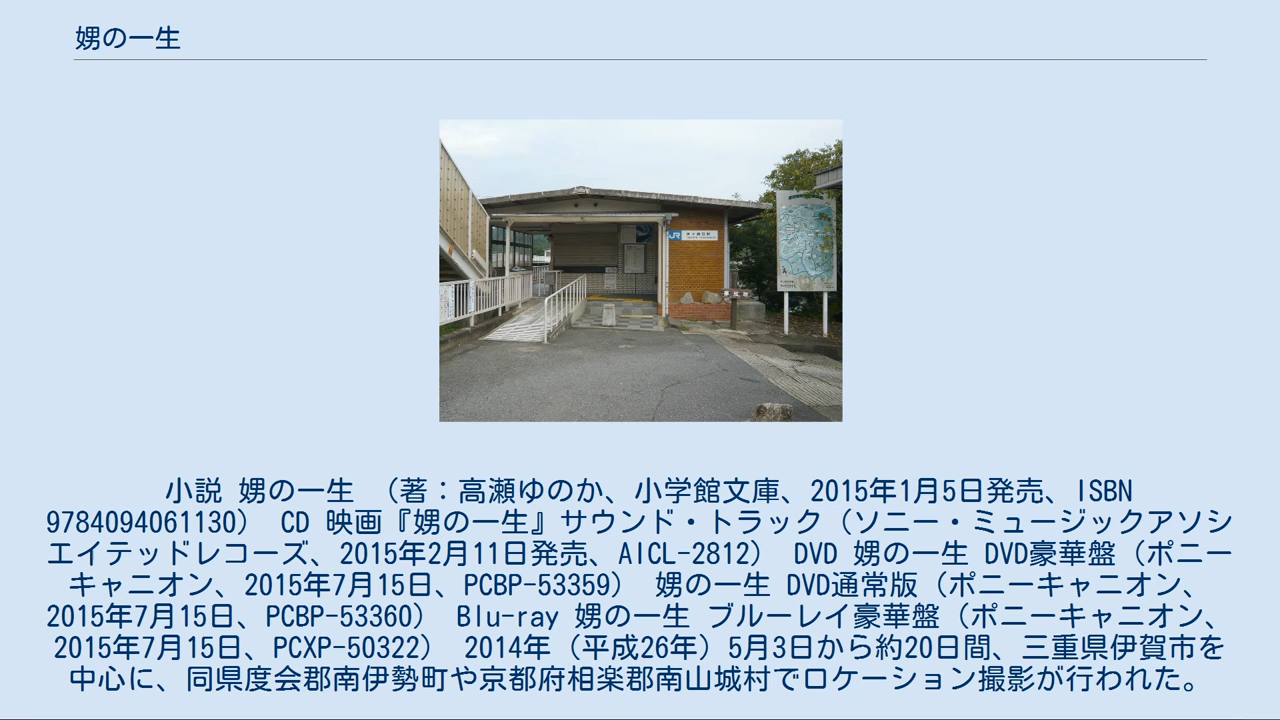 娚の一生
JR
小説 娚の一生 （著：高瀬ゆのか、小学館文庫、2015年1月5日発売、ISBN
9784094061130） CD 映画『娚の一生』サウンド・トラック（ソニー・ミュージックアソシ
エイテッドレコーズ、2015年2月11日発売、AICL-2812） DVD 娚の一生 DVD豪華盤（ポニー
キャニオン、2015年7月15日、PCBP-53359） 娚の一生 DVD通常版（ポニーキャニオン、
2015年7月15日、PCBP-53360） Blu-ray 娚の一生 ブルーレイ豪華盤（ポニーキャニオン、
2015年7月15日、PCXP-50322） 2014年（平成26年）5月3日から約20日間、三重県伊賀市を
中心に、同県度会郡南伊勢町や京都府相楽郡南山城村でロケーション撮影が行われた。